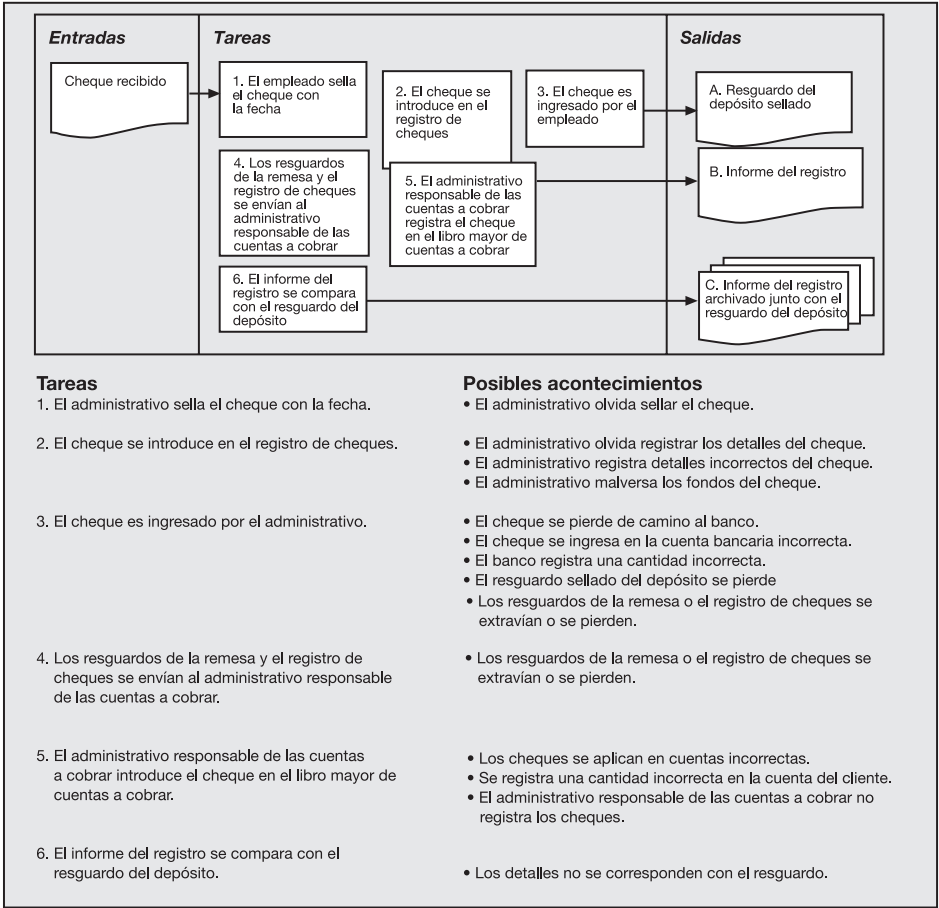 Entradas
Tareas
Salidas
Cheque recibido
1. El empleado sella
el cheque con
la fecha
2. El cheque se
introduce en el
registro de
cheques
3. El cheque es
ingresado por el
empleado
A. Resguardo del
depósito sellado
4. Los resguardos
de la remesa y el
registro de cheques
se envían al
administrativo
responsable de las
cuentas a cobrar
5. El administrativo
responsable de las
cuentas a cobrar
registra el cheque
en el libro mayor de
cuentas a cobrar
B. Informe del registro
6. El informe del
registro se compara
con el resguardo del
depósito
C. Informe del registro
archivado junto con el
resguardo del depósito
Tareas
Posibles acontecimientos
1. El administrativo sella el cheque con la fecha.
• El administrativo olvida sellar el cheque.
2. El cheque se introduce en el registro de cheques.
• El administrativo olvida registrar los detalles del cheque.
• El administrativo registra detalles incorrectos del cheque.
• El administrativo malversa los fondos del cheque.
3. El cheque es ingresado por el administrativo.
• El cheque se pierde de camino al banco.
• El cheque se ingresa en la cuenta bancaria incorrecta.
• El banco registra una cantidad incorrecta.
• El resguardo sellado del depósito se pierde
• Los resguardos de la remesa o el registro de cheques se
extravían o se pierden.
4. Los resguardos de la remesa y el registro de
cheques se envían al administrativo responsable
de las cuentas a cobrar.
• Los resguardos de la remesa o el registro de cheques se
extravían o se pierden.
5. El administrativo responsable de las cuentas
a cobrar introduce el cheque en el libro mayor de
cuentas a cobrar.
• Los cheques se aplican en cuentas incorrectas.
• Se registra una cantidad incorrecta en la cuenta del cliente.
• El administrativo responsable de las cuentas a cobrar no
registra los cheques.
6. El informe del registro se compara con el
resguardo del depósito.
• Los detalles no se corresponden con el resguardo.